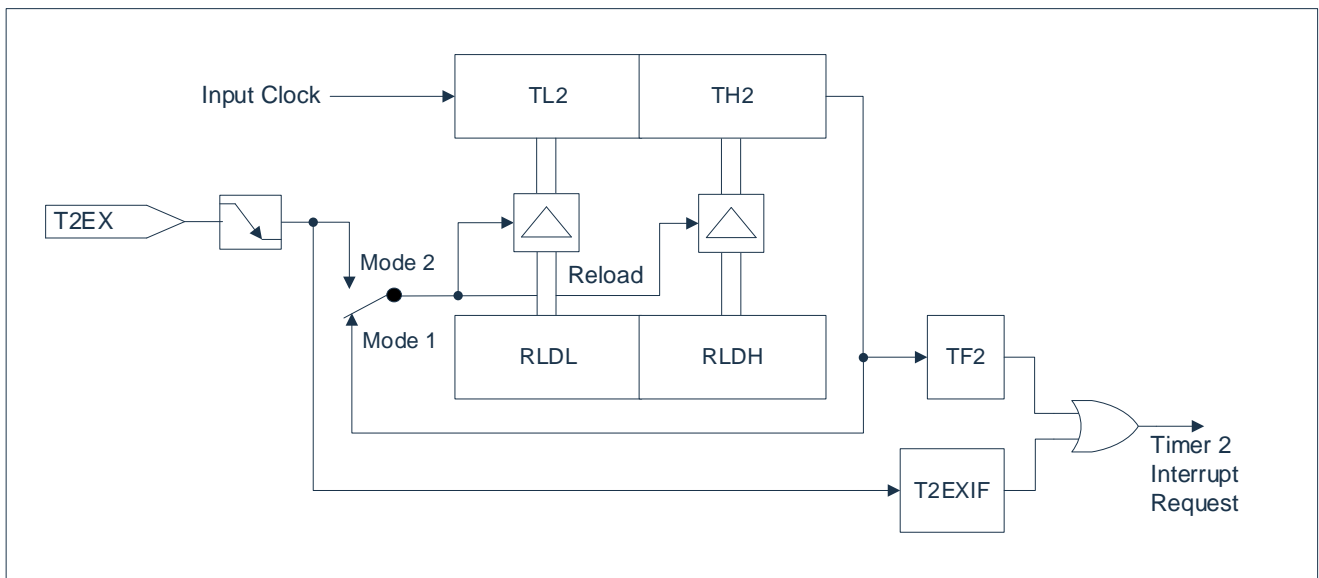 Input Clock
TL2
TH2
T2EX
Mode 2
Reload
Mode 1
RLDL
RLDH
TF2
T2EXIF
Timer 2
Interrupt
Request